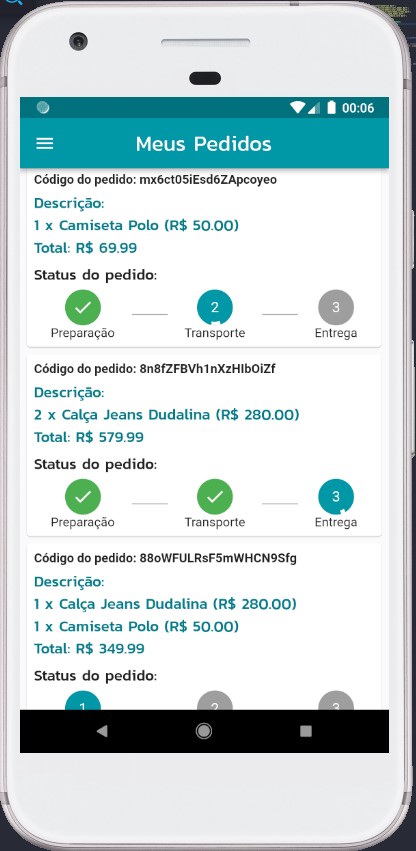 00:06
Meus Pedidos
Código do pedido: mx6ct05iEsd6ZApcoyeo
Descrição:
1 x Camiseta Polo (R$ 50.00)
Total: R$ 69.99
Status do pedido:
2 3
Preparação Transporte Entrega
Código do pedido: 8n8fZFBVh1nXzHIbOiZf
Descrição:
2 x Calça Jeans Dudalina (R$ 280.00)
Total: R$ 579.99
Status do pedido:
3
Preparação Transporte Entrega
Código do pedido: 88oWFULRsF5mWHCN9Sfg
Descrição:
1 x Calça Jeans Dudalina (R$ 280.00)
1 x Camiseta Polo (R$ 50.00)
Total: R$ 349.99
Status do pedido:
1 2 3